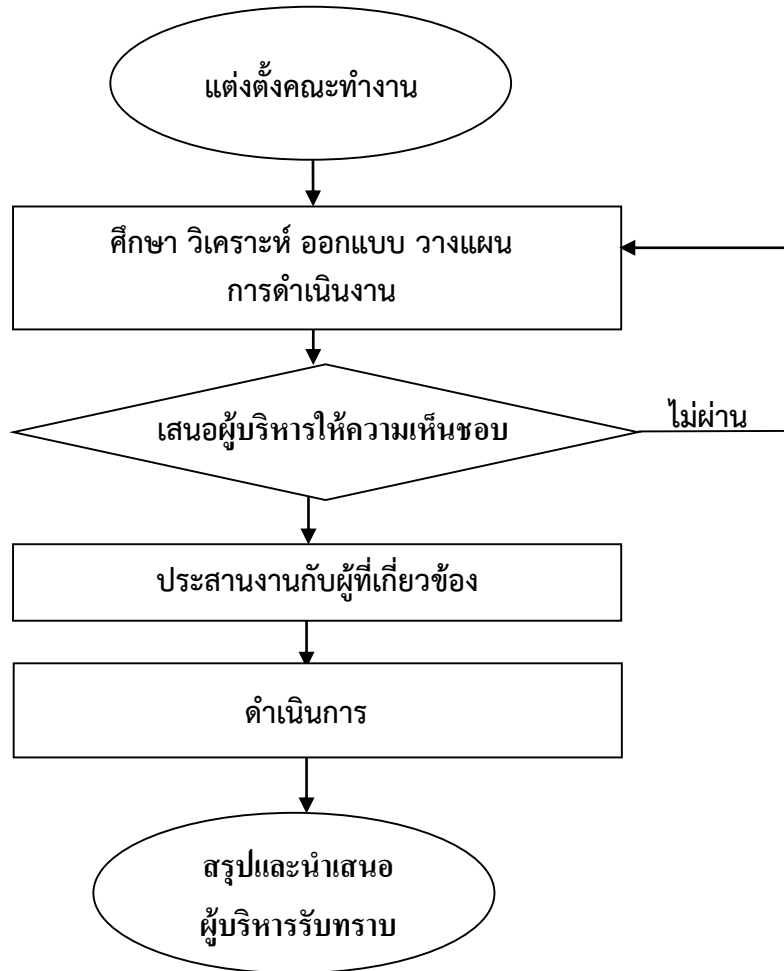 แต่งตั้งคณะทำงาน
ศึกษา วิเคราะห์ ออกแบบ วางแผน
การดำเนินงาน
เสนอผู้บริหารให้ความเห็นชอบ
ไม่ผ่าน
ประสานงานกับผู้ที่เกี่ยวข้อง
ดำเนินการ
สรุปและนำเสนอ
ผู้บริหารรับทราบ